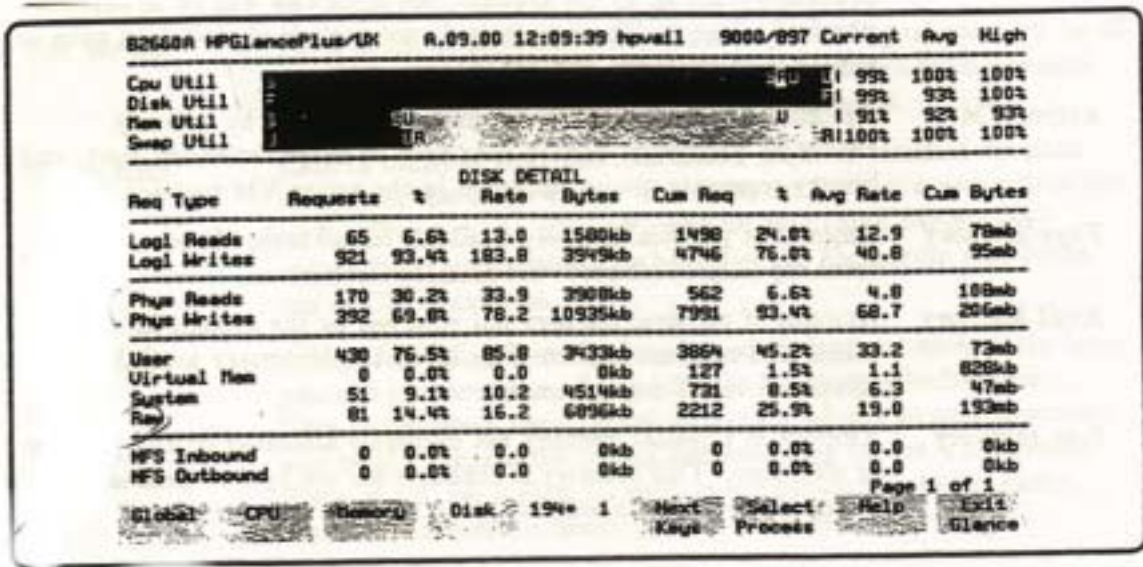 B2660A HPGlancePlus/UX A.09.00 12:09:39 hpvail 9000/897 Current Avg High
Cpu Util 99% 100% 100%
Disk Util 99% 93% 100%
Mem Util 91% 92% 93%
Swap Util 100% 100% 100%
DISK DETAIL
Req Type Requests % Rate Bytes Cum Req % Avg Rate Cum Bytes
Logl Reads 65 6.6% 13.0 1580kb 1498 24.0% 12.9 78mb
Logl Writes 921 93.4% 183.8 3949kb 4746 76.0% 40.8 95mb
Phys Reads 170 30.2% 33.9 3908kb 562 6.6% 4.8 108mb
Phys Writes 392 69.8% 78.2 10935kb 7991 93.4% 68.7 206mb
User 430 76.5% 85.8 3433kb 3864 45.2% 33.2 73mb
Virtual Mem 0 0.0% 0.0 0kb 127 1.5% 1.1 828kb
System 51 9.1% 10.2 4514kb 731 8.5% 6.3 47mb
Raw 81 14.4% 16.2 6896kb 2212 25.9% 19.0 193mb
NFS Inbound 0 0.0% 0.0 0kb 0 0.0% 0.0 0kb
NFS Outbound 0 0.0% 0.0 0kb 0 0.0% 0.0 0kb
Page 1 of 1
Global CPU Memory Disk 194* 1 Next Select Help Exit
Keys Process Glance